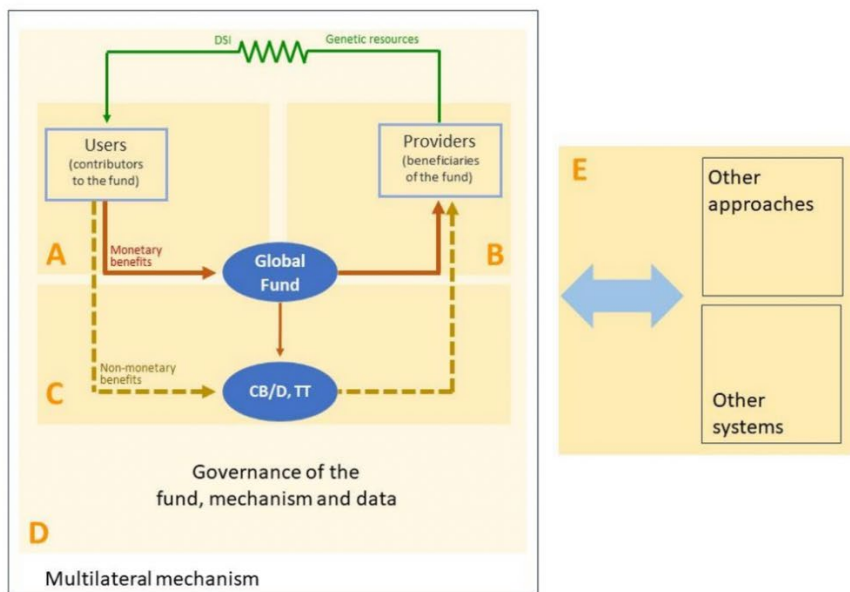 DSI
Genetic resources
Users
(contributors
to the fund)
Providers
(beneficiaries
of the fund)
A
Monetary
benefits
Global
Fund
B
C
Non-monetary
benefits
CB/D, TT
Governance of the
fund, mechanism and data
D
Multilateral mechanism
E
Other
approaches
Other
systems